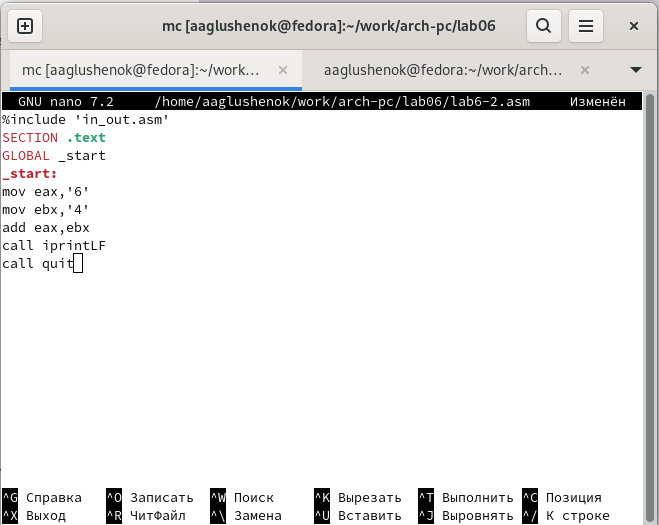 mc [aaglushenok@fedora]:~/work/arch-pc/lab06
mc [aaglushenok@fedora]:~/work… × aaglushenok@fedora:~/work/arch… ×
GNU nano 7.2 /home/aaglushenok/work/arch-pc/lab06/lab6-2.asm Изменён
%include 'in_out.asm'
SECTION .text
GLOBAL _start
_start:
mov eax,'6'
mov ebx,'4'
add eax,ebx
call iprintLF
call quit
^G Справка ^O Записать ^W Поиск ^K Вырезать ^T Выполнить ^C Позиция
^X Выход ^R ЧитФайл ^\ Замена ^U Вставить ^J Выровнять ^/ К строке